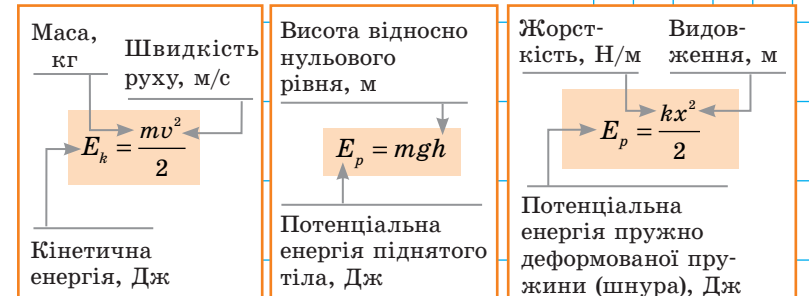 Маса,
кг
Швидкість
руху, м/с
E_k = mv²/2
Кінетична
енергія, Дж
Висота відносно
нульового
рівня, м
E_p = mgh
Потенціальна
енергія піднятого
тіла, Дж
Жорст-
кість, Н/м
Видов-
ження, м
E_p = kx²/2
Потенціальна
енергія пружно
деформованої пру-
жини (шнура), Дж